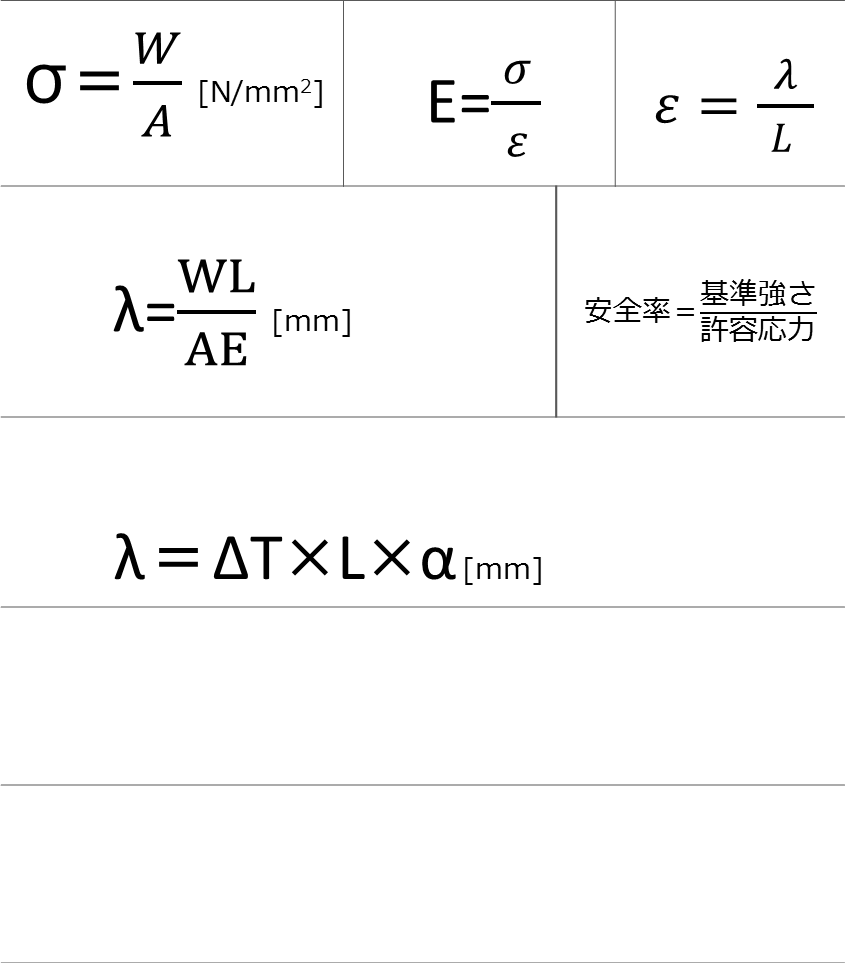 σ＝W/A [N/mm²]
E=σ/ε
ε = λ/L
λ=WL/AE [mm]
安全率＝基準強さ/許容応力
λ＝ΔT×L×α[mm]